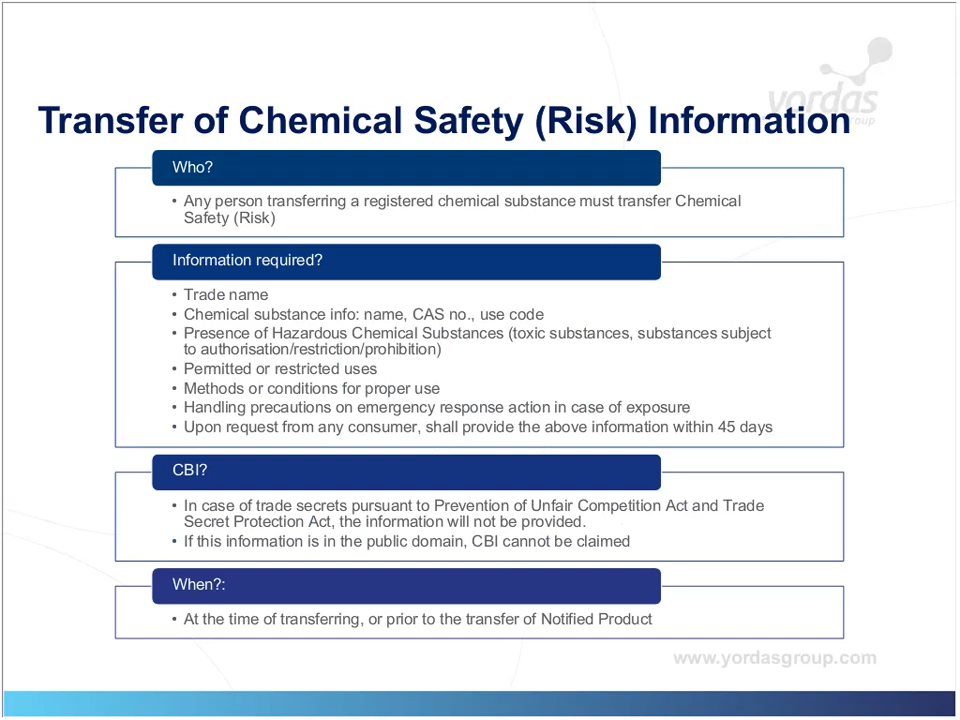 yordas
group
Transfer of Chemical Safety (Risk) Information
Who?
• Any person transferring a registered chemical substance must transfer Chemical
Safety (Risk)
Information required?
• Trade name
• Chemical substance info: name, CAS no., use code
• Presence of Hazardous Chemical Substances (toxic substances, substances subject
to authorisation/restriction/prohibition)
• Permitted or restricted uses
• Methods or conditions for proper use
• Handling precautions on emergency response action in case of exposure
• Upon request from any consumer, shall provide the above information within 45 days
CBI?
• In case of trade secrets pursuant to Prevention of Unfair Competition Act and Trade
Secret Protection Act, the information will not be provided.
• If this information is in the public domain, CBI cannot be claimed
When?:
• At the time of transferring, or prior to the transfer of Notified Product
www.yordasgroup.com